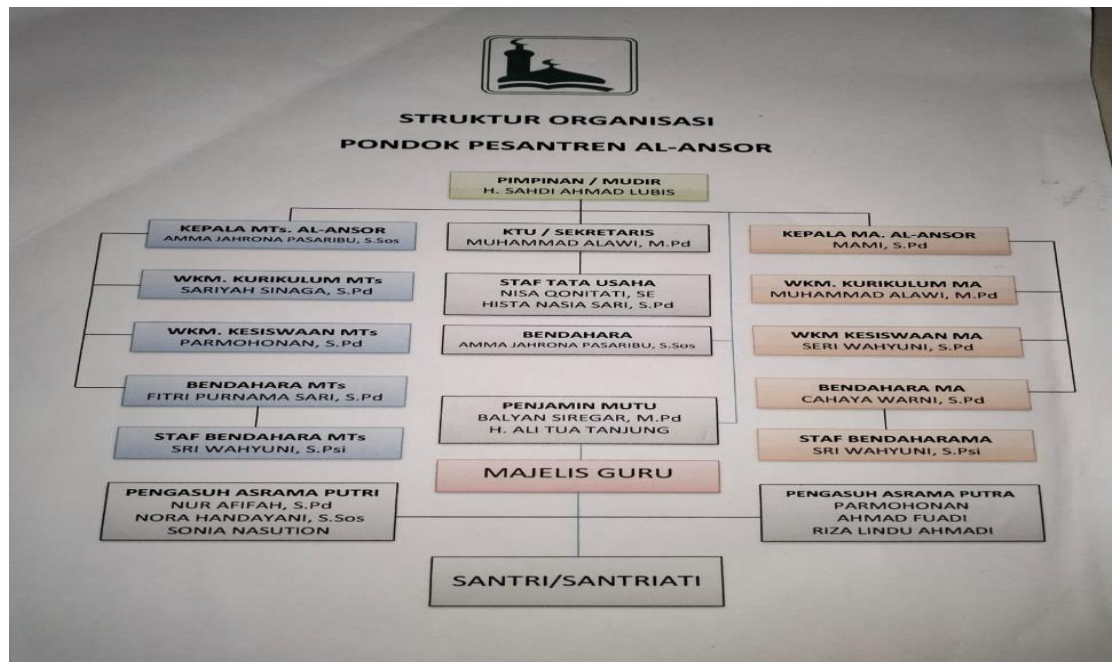 STRUKTUR ORGANISASI
PONDOK PESANTREN AL-ANSOR
PIMPINAN / MUDIR
H. SAHDI AHMAD LUBIS
KEPALA MTs. AL-ANSOR
AMMA JAHRONA PASARIBU, S.Sos
KTU / SEKRETARIS
MUHAMMAD ALAWI, M.Pd
KEPALA MA. AL-ANSOR
MAMI, S.Pd
WKM. KURIKULUM MTs
SARIYAH SINAGA, S.Pd
STAF TATA USAHA
NISA QONITATI, SE
HISTA NASIA SARI, S.Pd
WKM. KURIKULUM MA
MUHAMMAD ALAWI, M.Pd
WKM. KESISWAAN MTs
PARMOHONAN, S.Pd
BENDAHARA
AMMA JAHRONA PASARIBU, S.Sos
WKM KESISWAAN MA
SERI WAHYUNI, S.Pd
BENDAHARA MTs
FITRI PURNAMA SARI, S.Pd
PENJAMIN MUTU
BALYAN SIREGAR, M.Pd
H. ALI TUA TANJUNG
BENDAHARA MA
CAHAYA WARNI, S.Pd
STAF BENDAHARA MTs
SRI WAHYUNI, S.Psi
STAF BENDAHARAMA
SRI WAHYUNI, S.Psi
MAJELIS GURU
PENGASUH ASRAMA PUTRI
NUR AFIFAH, S.Pd
NORA HANDAYANI, S.Sos
SONIA NASUTION
PENGASUH ASRAMA PUTRA
PARMOHONAN
AHMAD FUADI
RIZA LINDU AHMADI
SANTRI/SANTRIATI